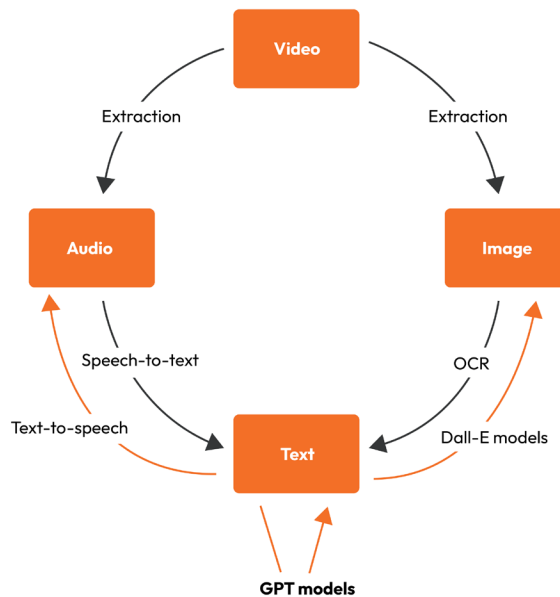 Video
Extraction
Extraction
Audio
Image
Speech-to-text
OCR
Text-to-speech
Dall-E models
Text
GPT models